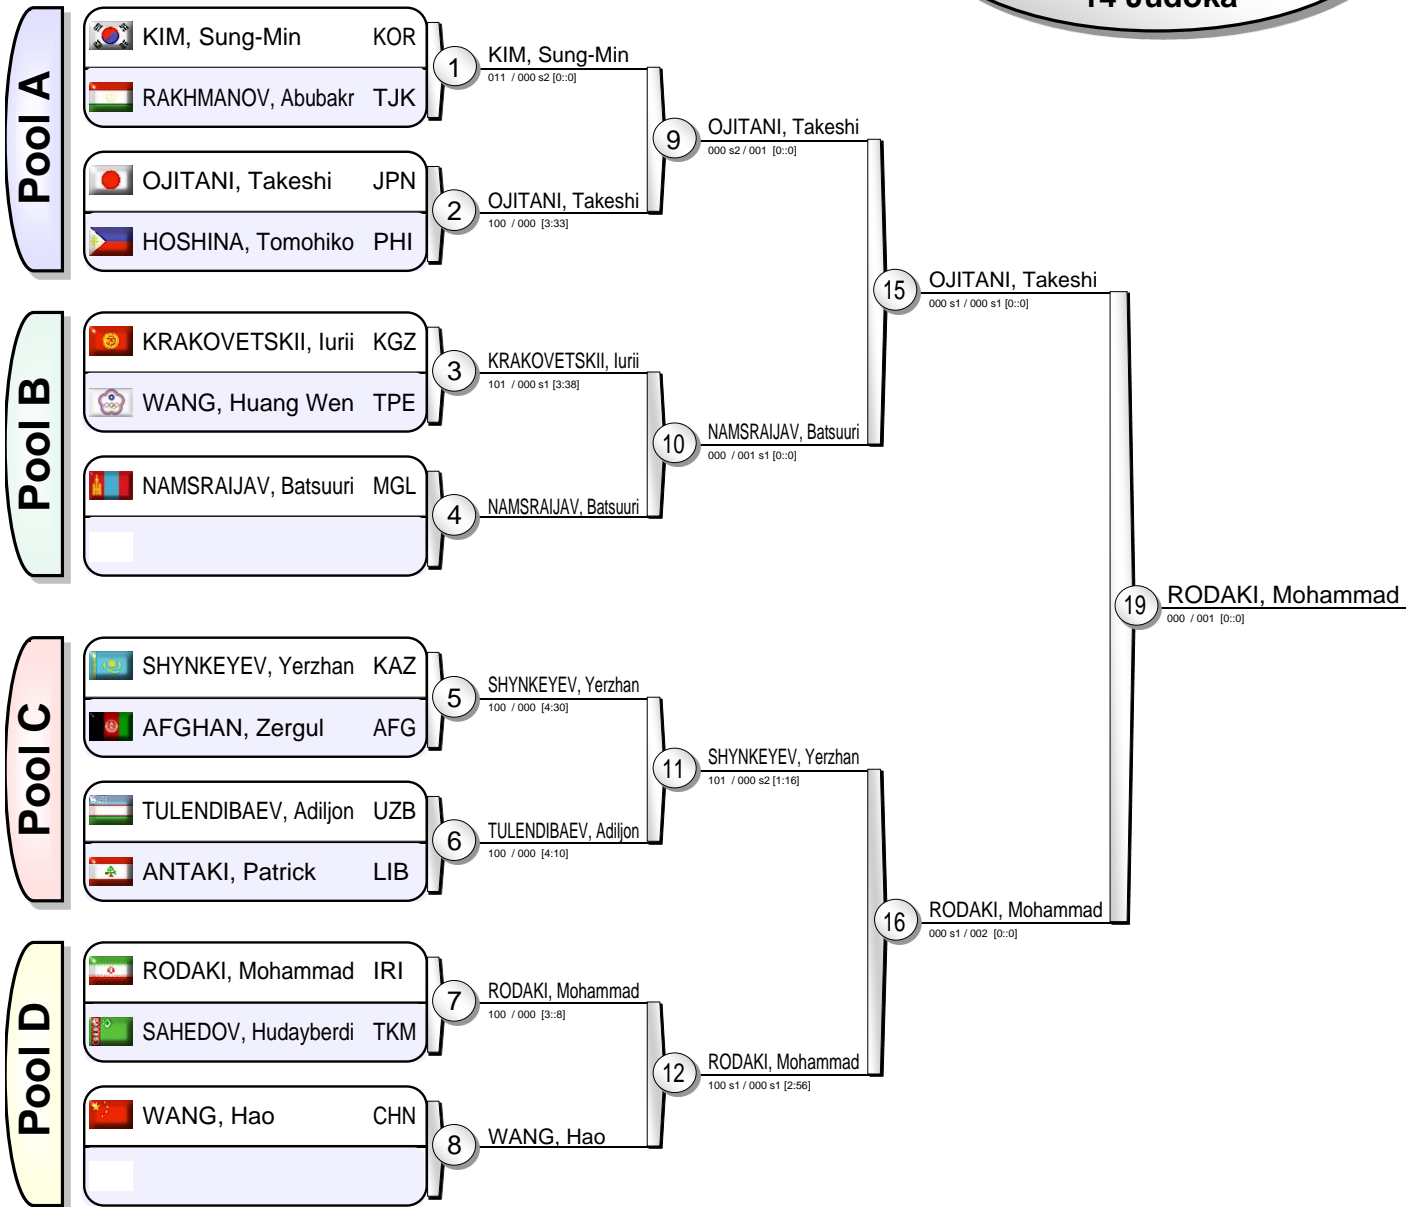 14 Judoka
Pool A
KIM, Sung-Min KOR
RAKHMANOV, Abubakr TJK
OJITANI, Takeshi JPN
HOSHINA, Tomohiko PHI
1
KIM, Sung-Min
011 / 000 s2 [0::0]
2
OJITANI, Takeshi
100 / 000 [3:33]
9
OJITANI, Takeshi
000 s2 / 001 [0::0]
Pool B
KRAKOVETSKII, Iurii KGZ
WANG, Huang Wen TPE
NAMSRAIJAV, Batsuuri MGL
3
KRAKOVETSKII, Iurii
101 / 000 s1 [3:38]
4
NAMSRAIJAV, Batsuuri
10
NAMSRAIJAV, Batsuuri
000 / 001 s1 [0::0]
15
OJITANI, Takeshi
000 s1 / 000 s1 [0::0]
Pool C
SHYNKEYEV, Yerzhan KAZ
AFGHAN, Zergul AFG
TULENDIBAEV, Adiljon UZB
ANTAKI, Patrick LIB
5
SHYNKEYEV, Yerzhan
100 / 000 [4:30]
6
TULENDIBAEV, Adiljon
100 / 000 [4:10]
11
SHYNKEYEV, Yerzhan
101 / 000 s2 [1:16]
Pool D
RODAKI, Mohammad IRI
SAHEDOV, Hudayberdi TKM
WANG, Hao CHN
7
RODAKI, Mohammad
100 / 000 [3::8]
8
WANG, Hao
12
RODAKI, Mohammad
100 s1 / 000 s1 [2:56]
16
RODAKI, Mohammad
000 s1 / 002 [0::0]
19
RODAKI, Mohammad
000 / 001 [0::0]